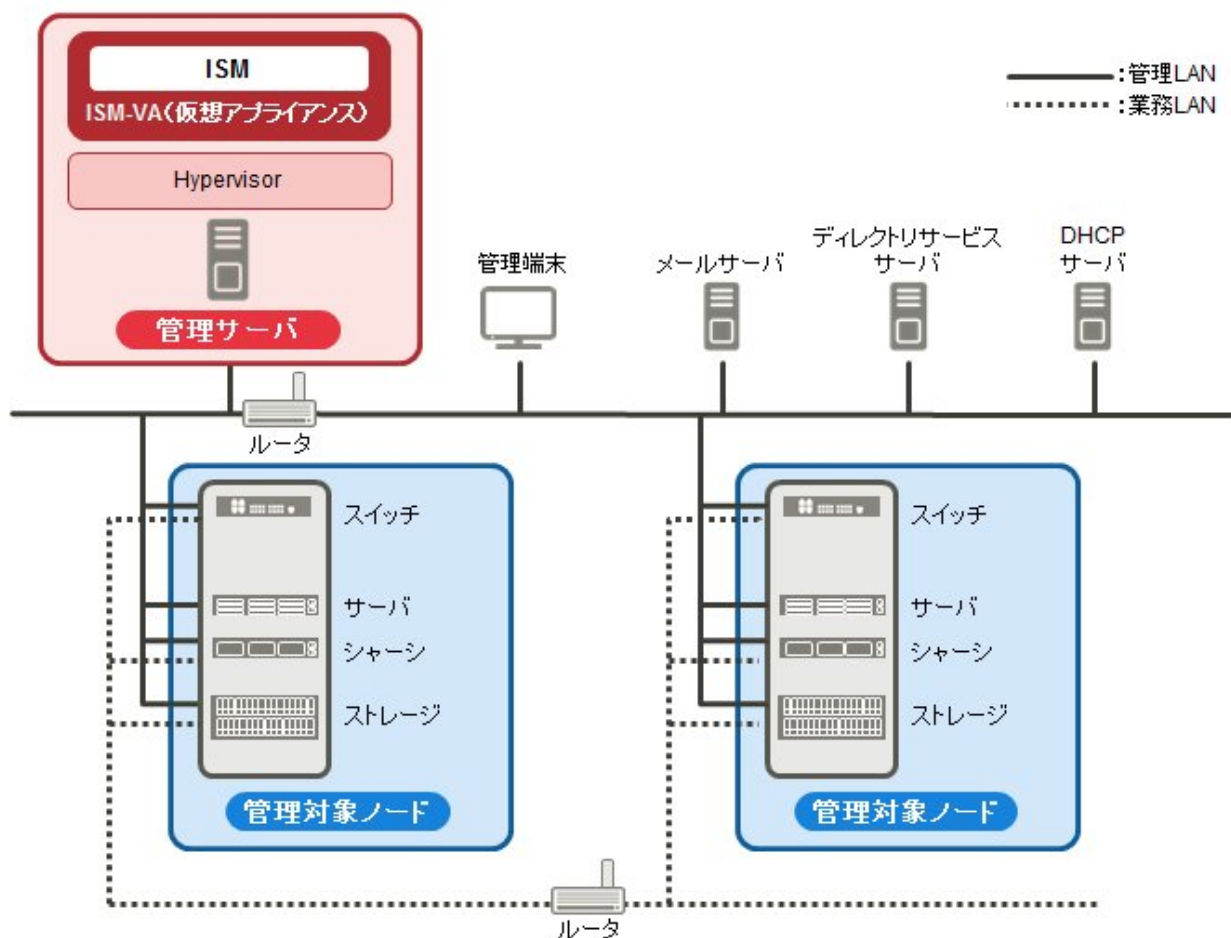 ISM
ISM-VA(仮想アプライアンス)
Hypervisor
管理サーバ
:管理LAN
:業務LAN
管理端末
メールサーバ
ディレクトリサービス
サーバ
DHCP
サーバ
ルータ
スイッチ
サーバ
シャーシ
ストレージ
管理対象ノード
スイッチ
サーバ
シャーシ
ストレージ
管理対象ノード
ルータ